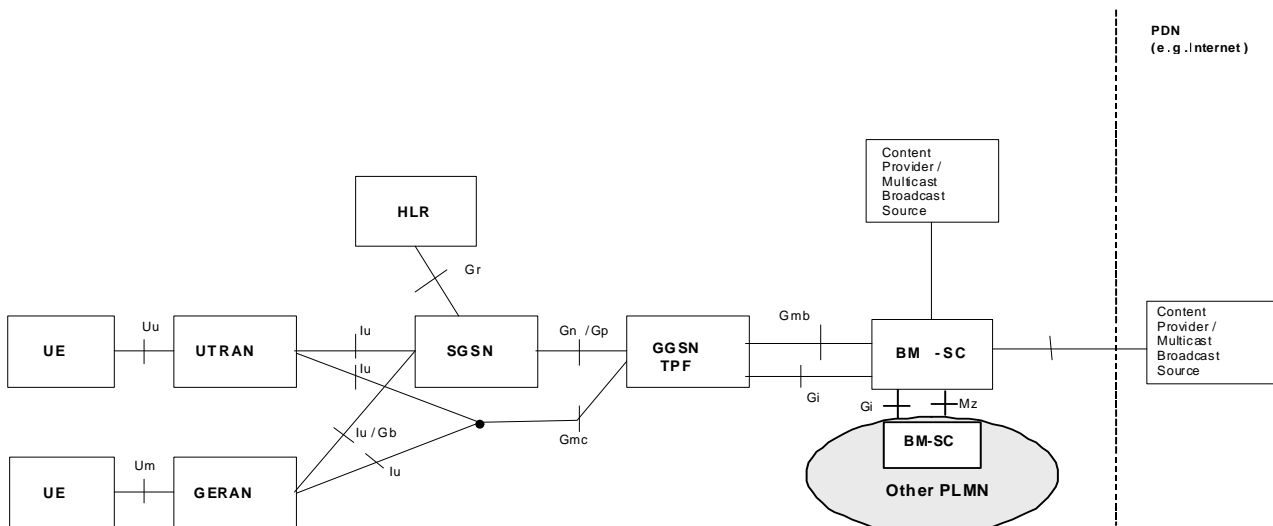 PDN
(e.g.Internet)
Content
Provider /
Multicast
Broadcast
Source
HLR
Gr
Gmb
Content
Provider /
Multicast
Broadcast
Source
Uu
Iu
Gn /Gp
UE
UTRAN
SGSN
GGSN
TPF
BM -SC
Iu
Gi
Gi
Mz
Iu/Gb
Gmc
BM-SC
Um
Iu
UE
GERAN
Other PLMN